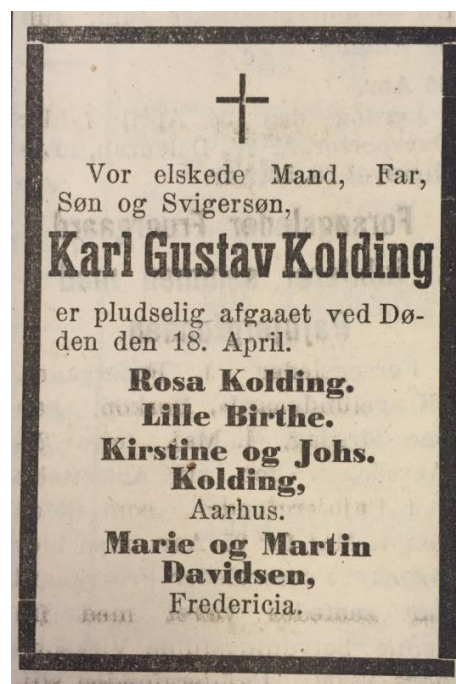 Vor elskede Mand, Far,
Søn og Svigersøn,
Karl Gustav Kolding
er pludselig afgaaet ved Dø-
den den 18. April.
Rosa Kolding.
Lille Birthe.
Kirstine og Johs.
Kolding,
Aarhus.
Marie og Martin
Davidsen,
Fredericia.